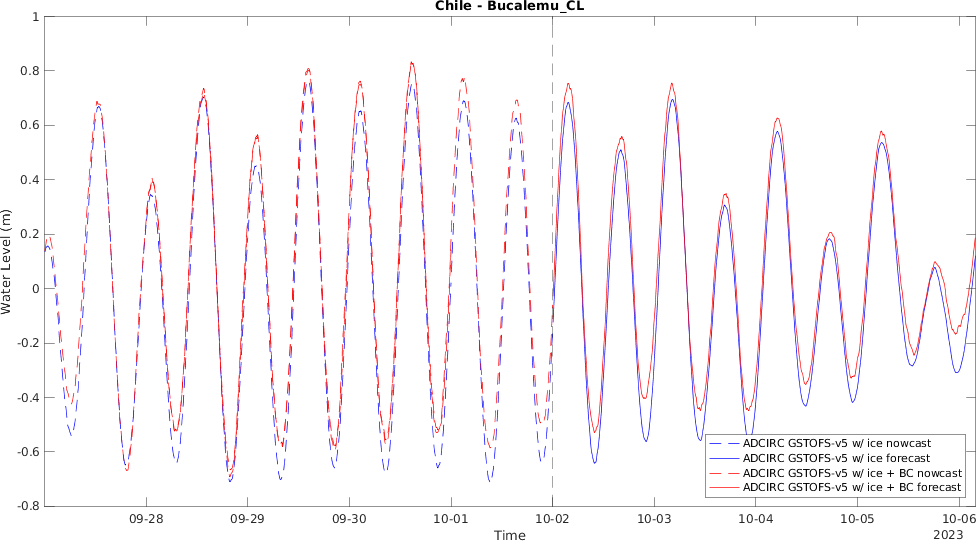 Chile - Bucalemu_CL
1
0.8
0.6
0.4
0.2
0
-0.2
-0.4
-0.6
-0.8
Water Level (m)
ADCIRC GSTOFS-v5 w/ ice nowcast
ADCIRC GSTOFS-v5 w/ ice forecast
ADCIRC GSTOFS-v5 w/ ice + BC nowcast
ADCIRC GSTOFS-v5 w/ ice + BC forecast
09-28 09-29 09-30 10-01 10-02 10-03 10-04 10-05 10-06
Time 2023